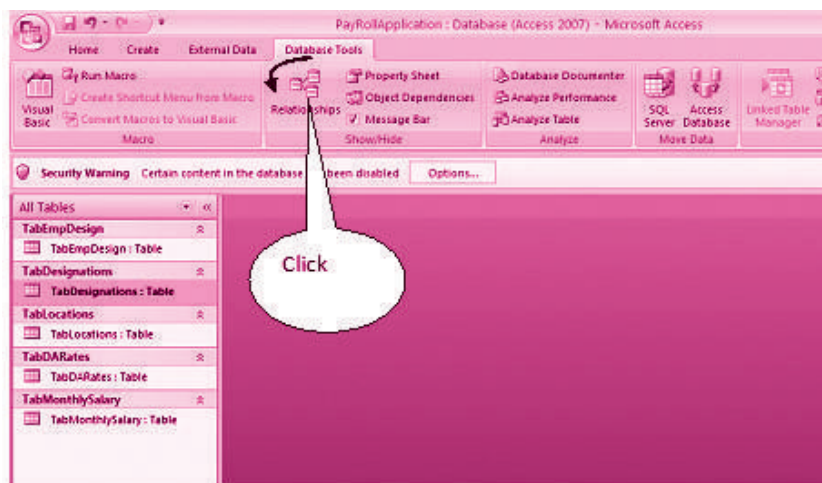 PayRollApplication : Database (Access 2007) - Microsoft Access
Home Create External Data Database Tools
Visual Basic
Run Macro
Create Shortcut Menu from Macro
Convert Macros to Visual Basic
Macro
Relationships
Property Sheet
Object Dependencies
Message Bar
Show/Hide
Database Documenter
Analyze Performance
Analyze Table
Analyze
SQL Server
Access Database
Move Data
Linked Table Manager
Security Warning Certain content in the database been disabled Options...
All Tables
TabEmpDesign
TabEmpDesign : Table
TabDesignations
TabDesignations : Table
TabLocations
TabLocations : Table
TabDARates
TabDARates : Table
TabMonthlySalary
TabMonthlySalary : Table
Click